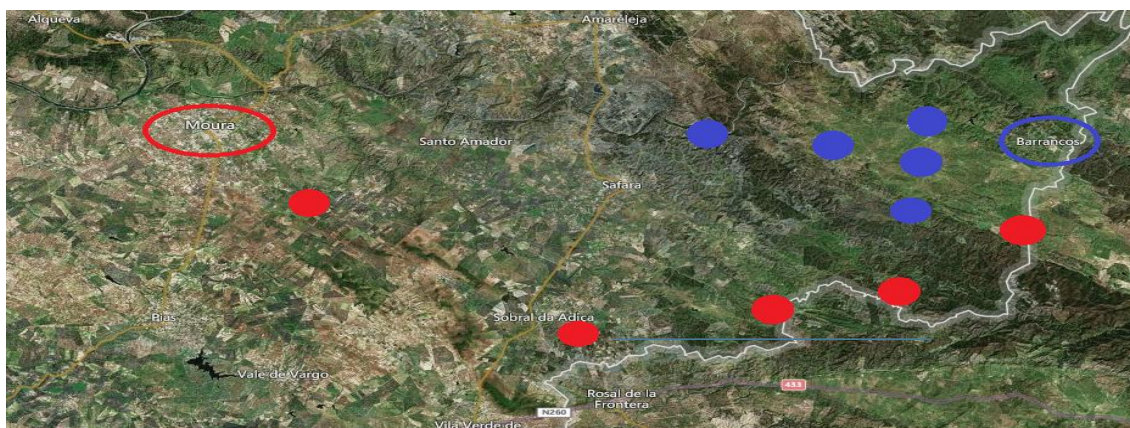 Alqueva
Amareleja
Moura
Santo Amador
Barrancos
Safara
Pias
Sobral da Adiça
Vale de Vargo
433
Rosal de la
Frontera
N260
Vila Verde de